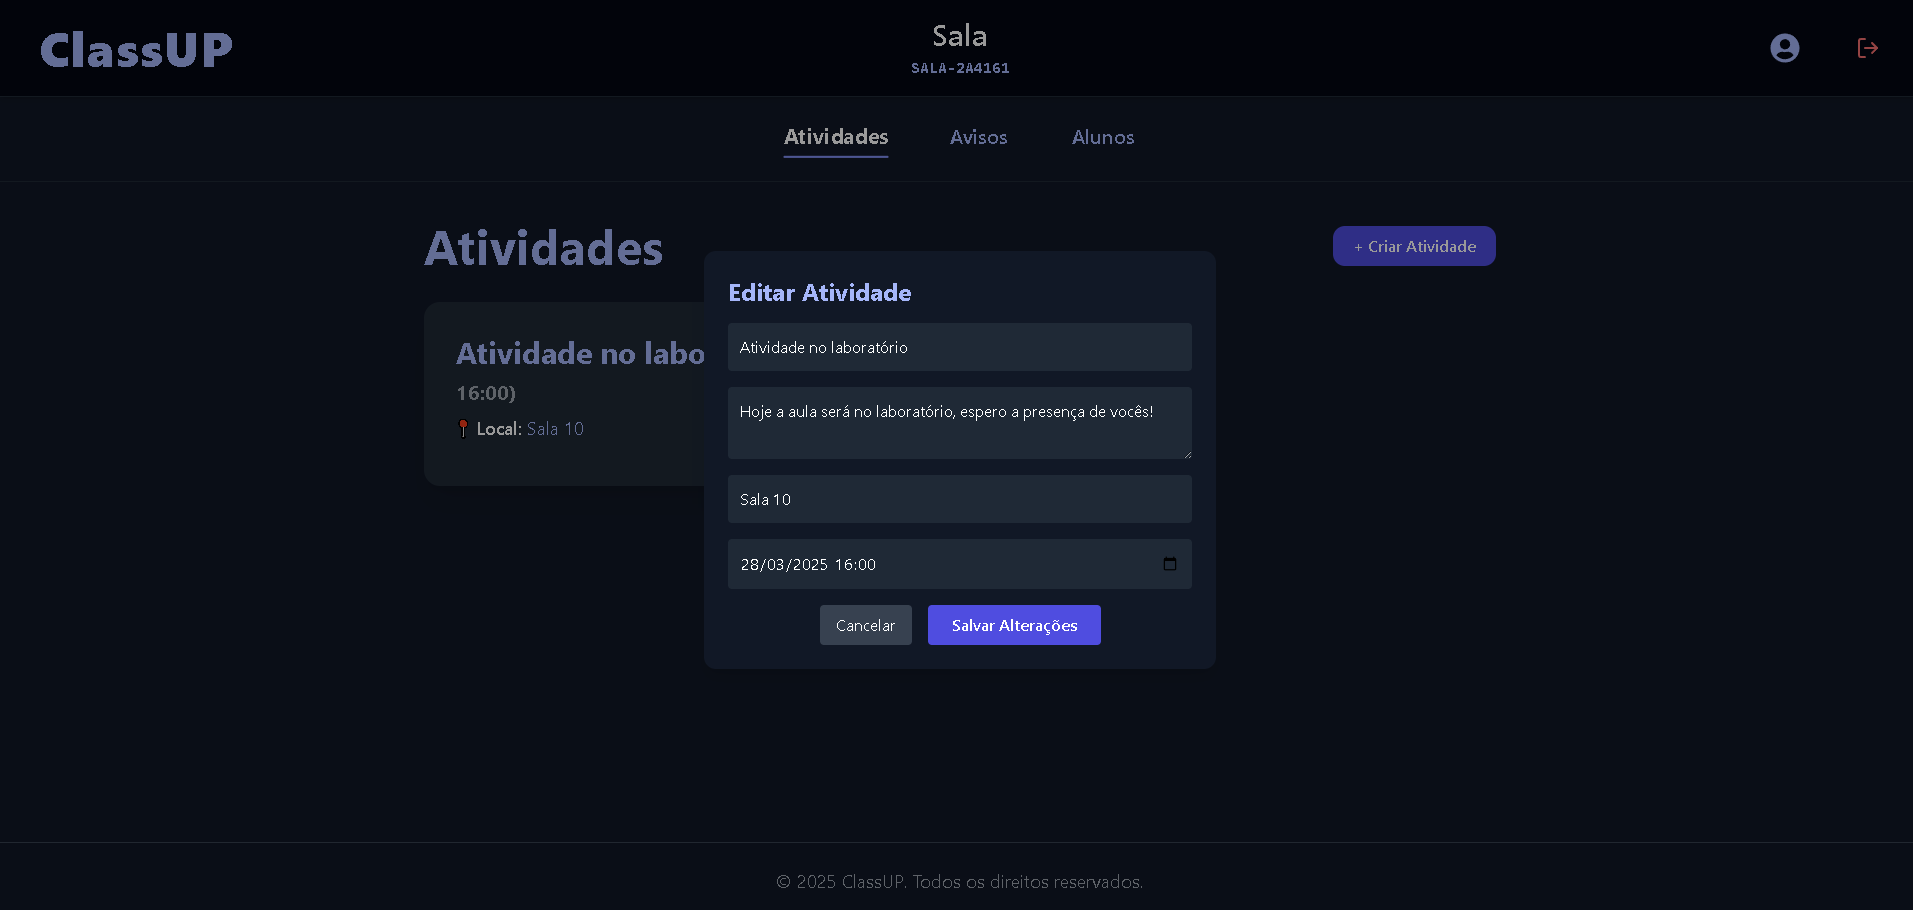 ClassUP
Sala
SALA-2A4161
Atividades
Avisos
Alunos
Atividades
+ Criar Atividade
Atividade no labo
16:00)
Local: Sala 10
Editar Atividade
Atividade no laboratório
Hoje a aula será no laboratório, espero a presença de vocês!
Sala 10
28/03/2025 16:00
Cancelar
Salvar Alterações
© 2025 ClassUP. Todos os direitos reservados.